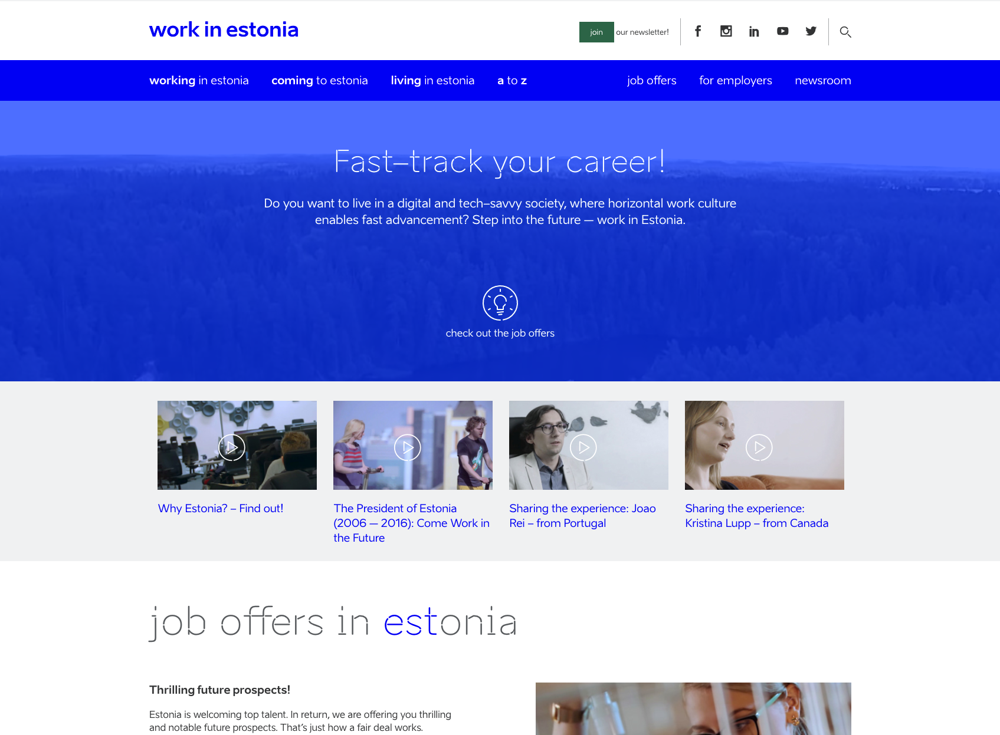 work in estonia
join our newsletter!
working in estonia coming to estonia living in estonia a to z job offers for employers newsroom
Fast–track your career!
Do you want to live in a digital and tech–savvy society, where horizontal work culture
enables fast advancement? Step into the future — work in Estonia.
check out the job offers
Why Estonia? – Find out!
The President of Estonia
(2006 — 2016): Come Work in
the Future
Sharing the experience: Joao
Rei – from Portugal
Sharing the experience:
Kristina Lupp – from Canada
job offers in estonia
Thrilling future prospects!
Estonia is welcoming top talent. In return, we are offering you thrilling
and notable future prospects. That’s just how a fair deal works.